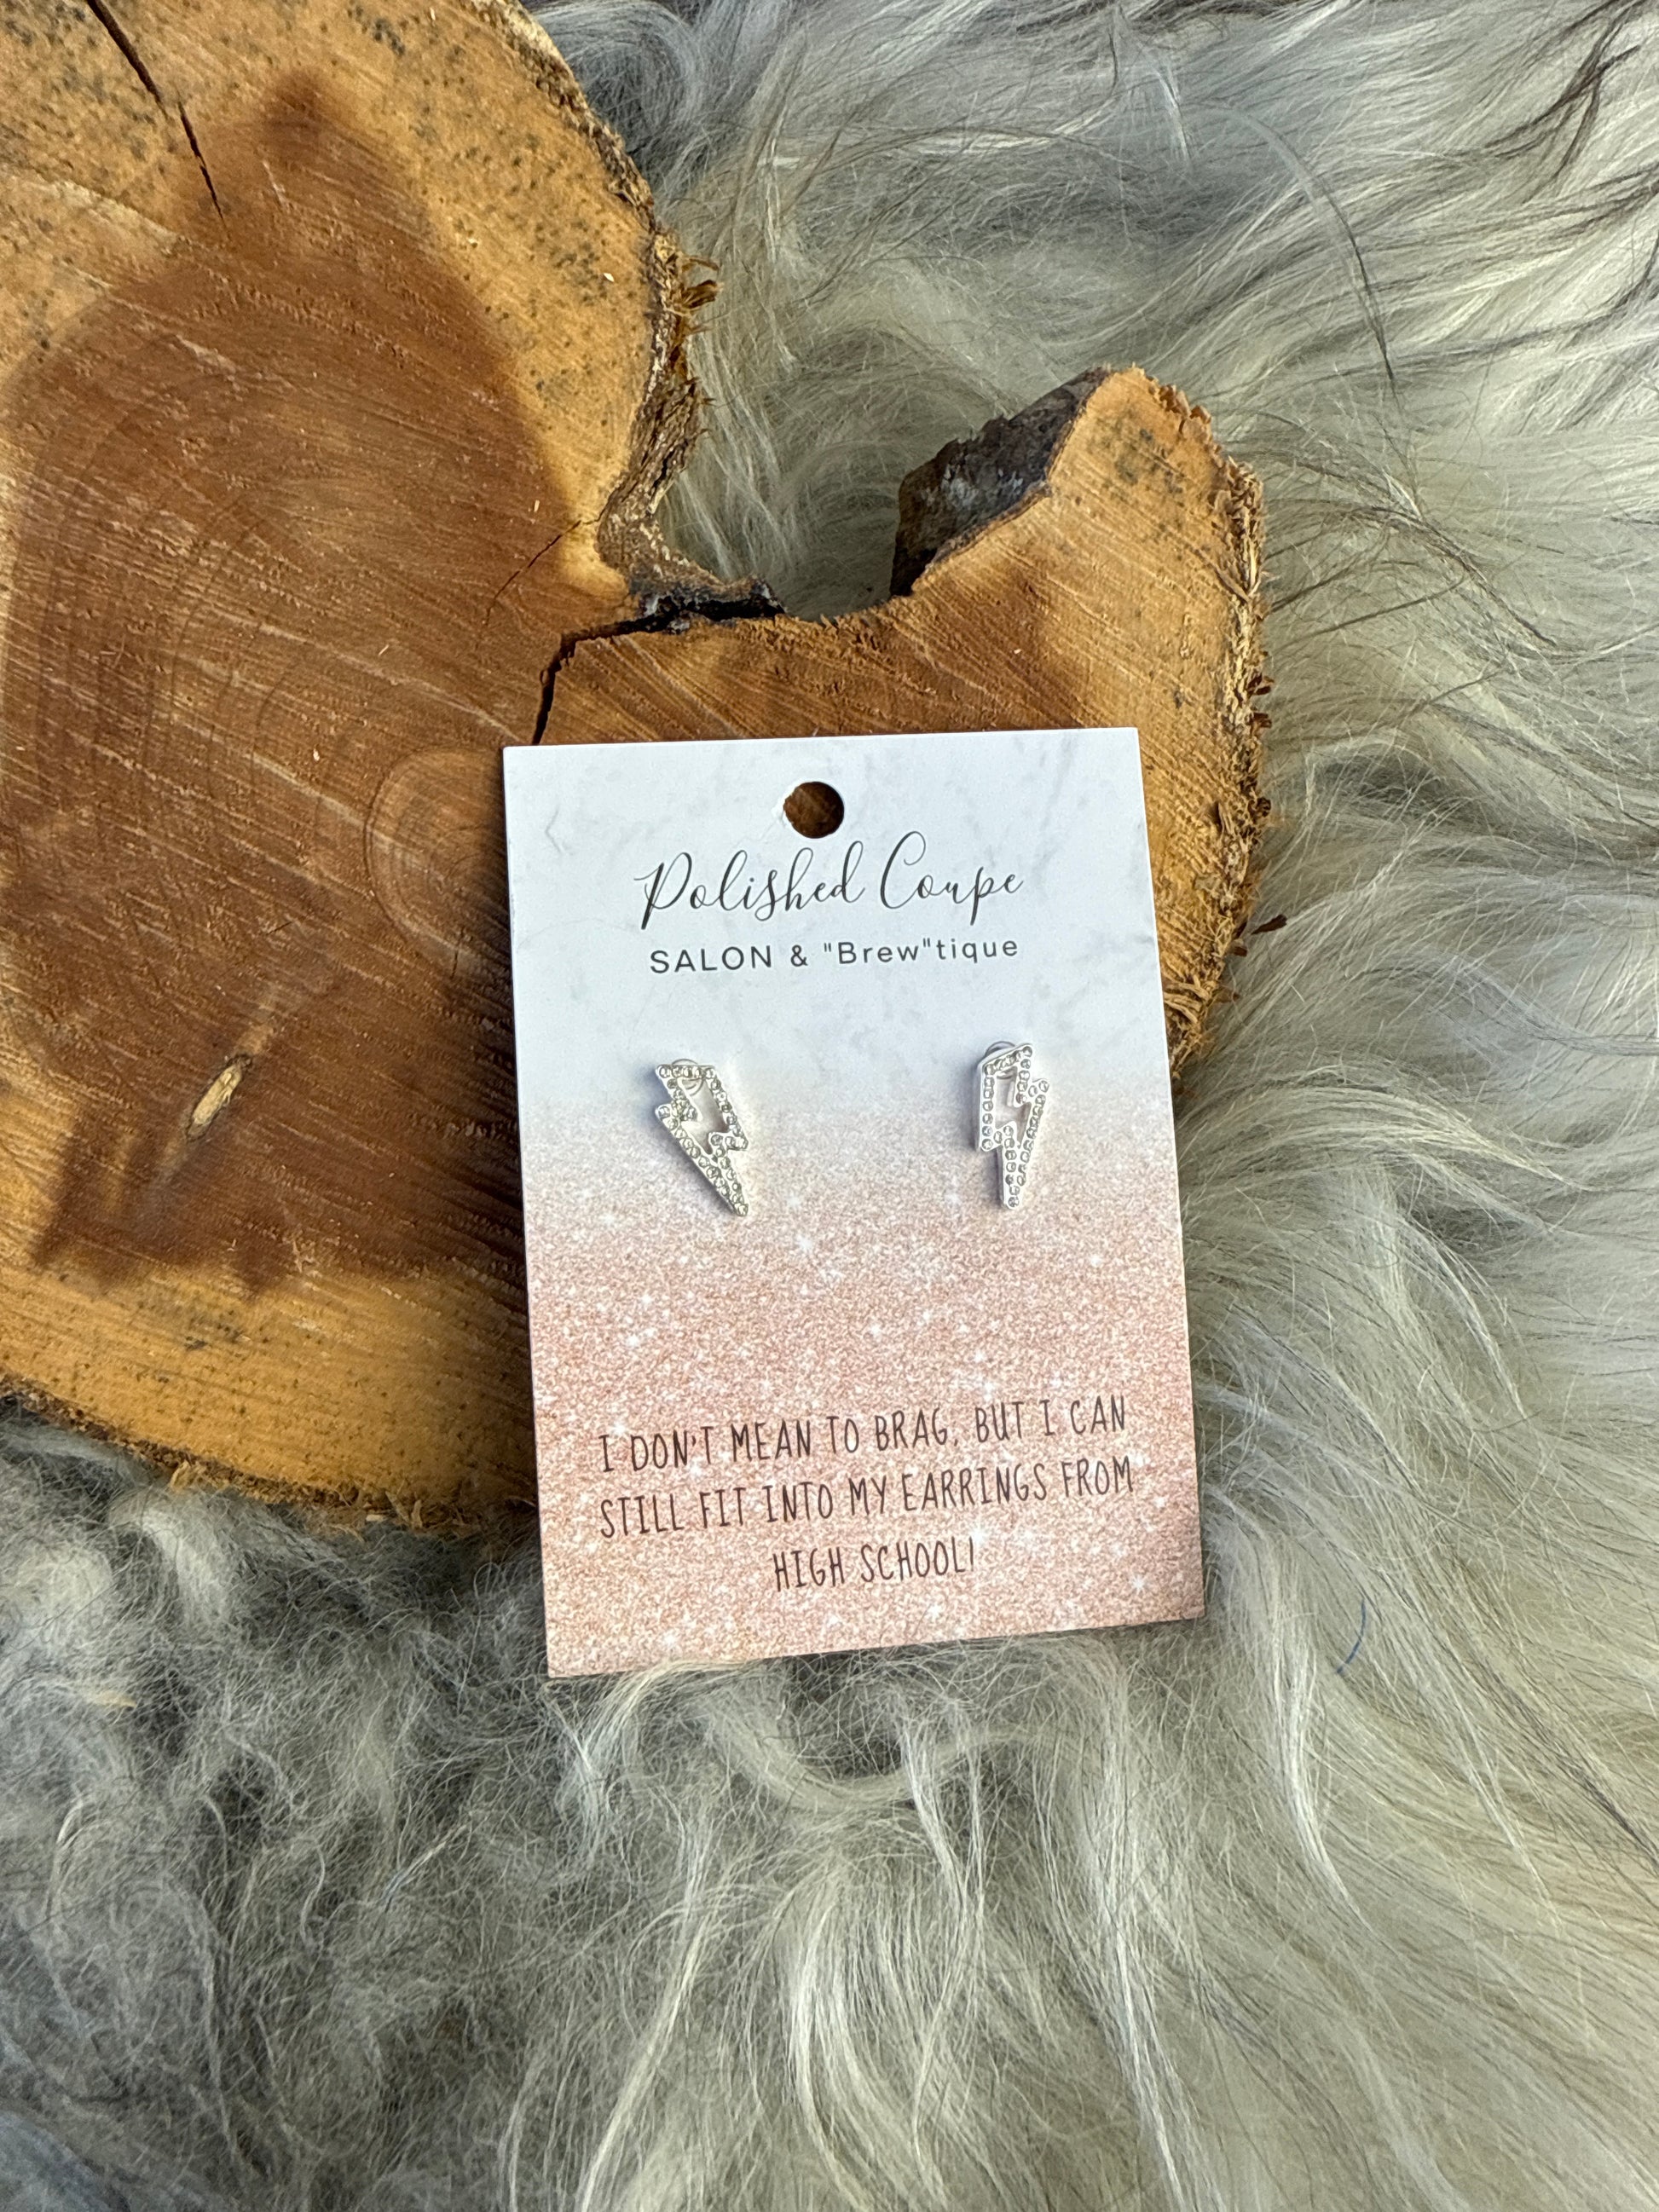 Polished Coupe
SALON & "Brew"tique
I DON'T MEAN TO BRAG, BUT I CAN
STILL FIT INTO MY EARRINGS FROM
HIGH SCHOOL!